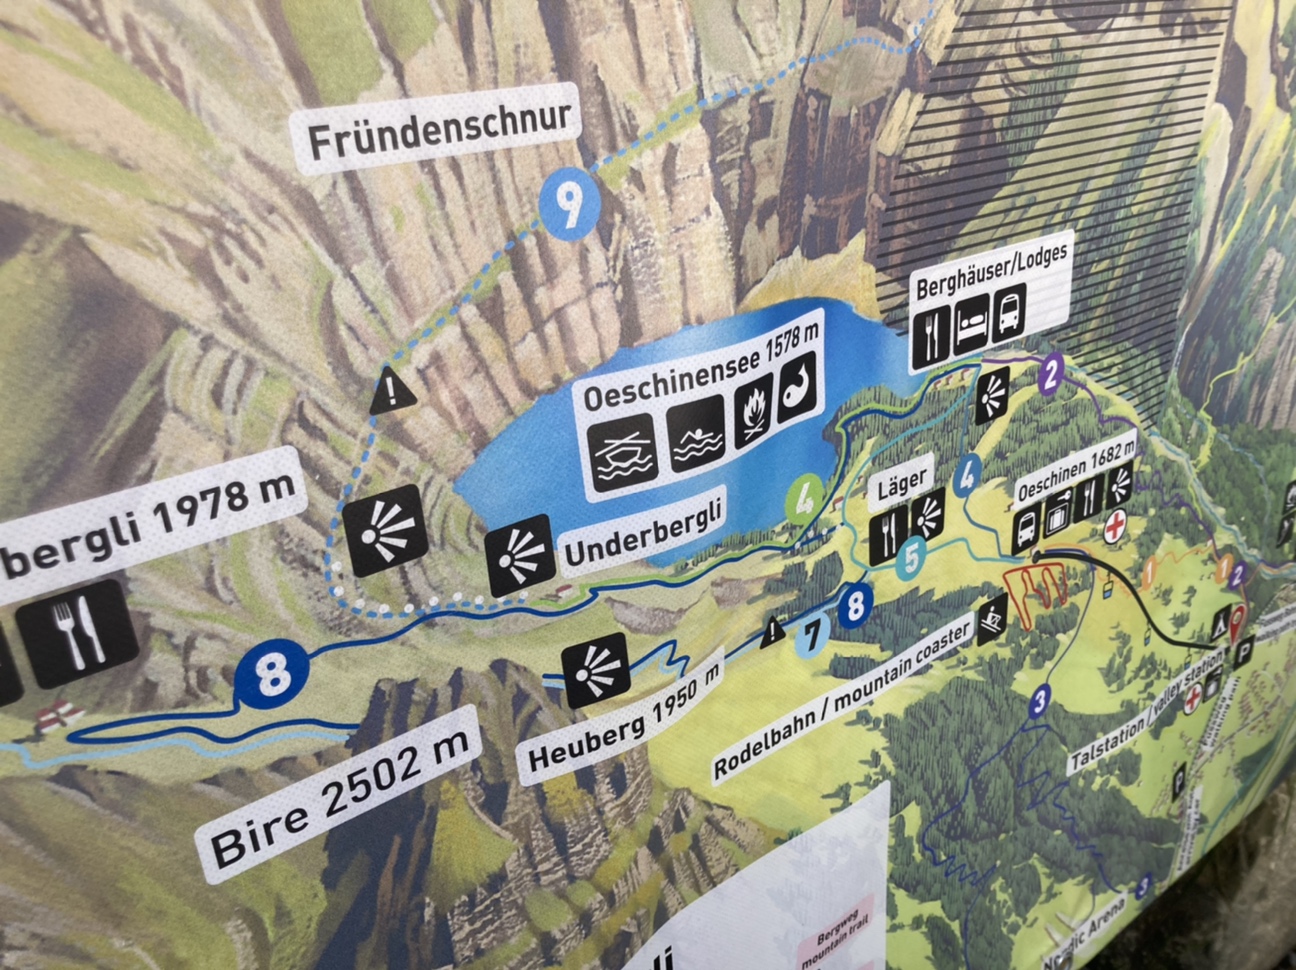 Fründenschnur
9
Berghäuser/Lodges
Oeschinensee 1578 m
2
bergli 1978 m
Läger
4
Oeschinen 1682 m
4
Underbergli
5
1
1
2
8
7
8
P
Heuberg 1950 m
Rodelbahn / mountain coaster
3
Talstation / valley station
Bire 2502 m
P
3
Nordic Arena
Bergweg
mountain trail